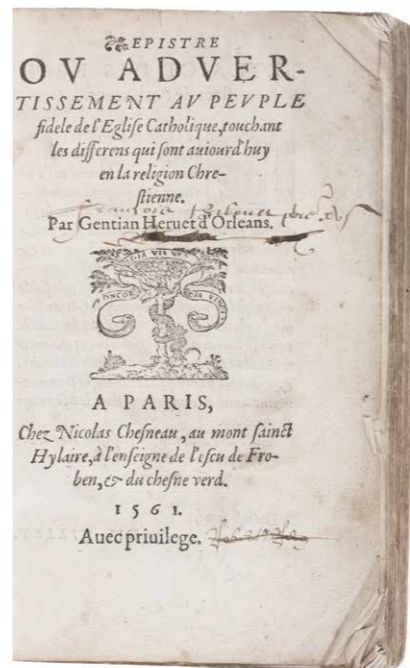 EPISTRE
OV ADVER-
TISSEMENT AV PEVPLE
fidele de l'Eglise Catholique, touchant
les differens qui sont auiourd'huy
en la religion Chre-
stienne.
Par Gentian Heruet d'Orleans.
A PARIS,
Chez Nicolas Chesneau, au mont sainct
Hylaire, à l'enseigne de l'escu de Fro-
ben, & du chesne verd.
1561.
Auec priuilege.